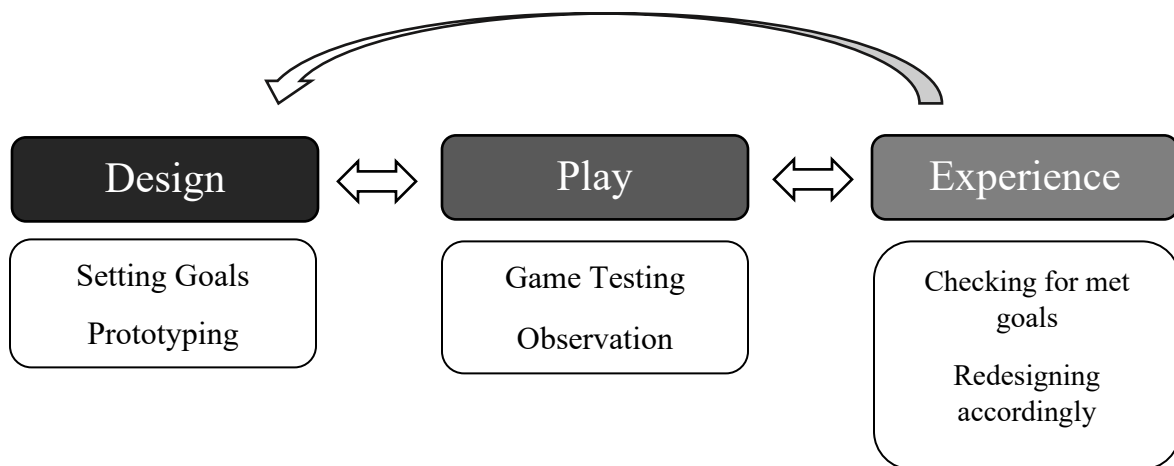 Design
Play
Experience
Setting Goals
Prototyping
Game Testing
Observation
Checking for met
goals
Redesigning
accordingly